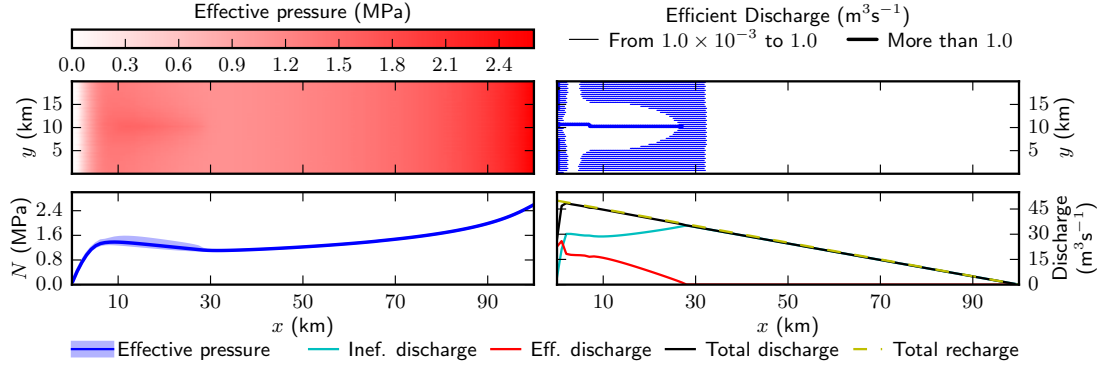 Effective pressure (MPa)
Efficient Discharge (m³s⁻¹)
From 1.0 × 10⁻³ to 1.0
More than 1.0
0.0 0.3 0.6 0.9 1.2 1.5 1.8 2.1 2.4
y (km)
15
10
5
15
10
5
y (km)
N (MPa)
2.4
1.6
0.8
0.0
45
30
15
0
Discharge (m³s⁻¹)
10 30 50 70 90
10 30 50 70 90
x (km)
x (km)
Effective pressure
Inef. discharge
Eff. discharge
Total discharge
Total recharge